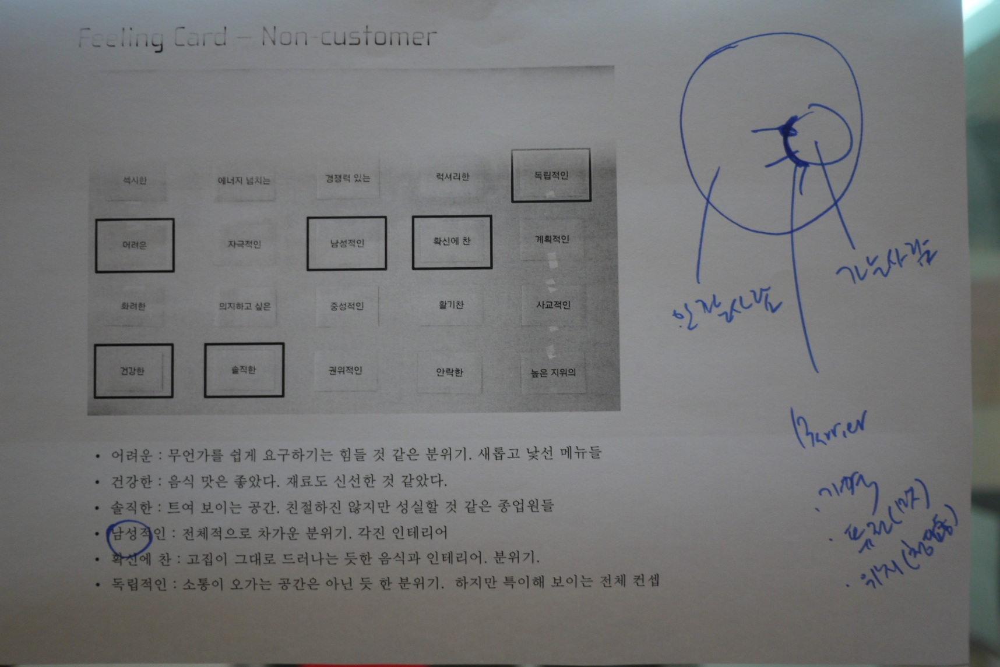 Feeling Card – Non-customer
섹시한 에너지 넘치는 경쟁력 있는 럭셔리한 독립적인
어려운 자극적인 남성적인 확신에 찬 계획적인
화려한 의지하고 싶은 중성적인 활기찬 사교적인
건강한 솔직한 권위적인 안락한 높은 지위의
• 어려운 : 무언가를 쉽게 요구하기는 힘들 것 같은 분위기. 새롭고 낯선 메뉴들
• 건강한 : 음식 맛은 좋았다. 재료도 신선한 것 같았다.
• 솔직한 : 트여 보이는 공간. 친절하진 않지만 성실할 것 같은 종업원들
• 남성적인 : 전체적으로 차가운 분위기. 각진 인테리어
• 확신에 찬 : 고집이 그대로 드러나는 듯한 음식과 인테리어. 분위기.
• 독립적인 : 소통이 오가는 공간은 아닌 듯 한 분위기. 하지만 특이해 보이는 전체 컨셉
가는사람
안갈사람
Barrier
· 가격
· 위치